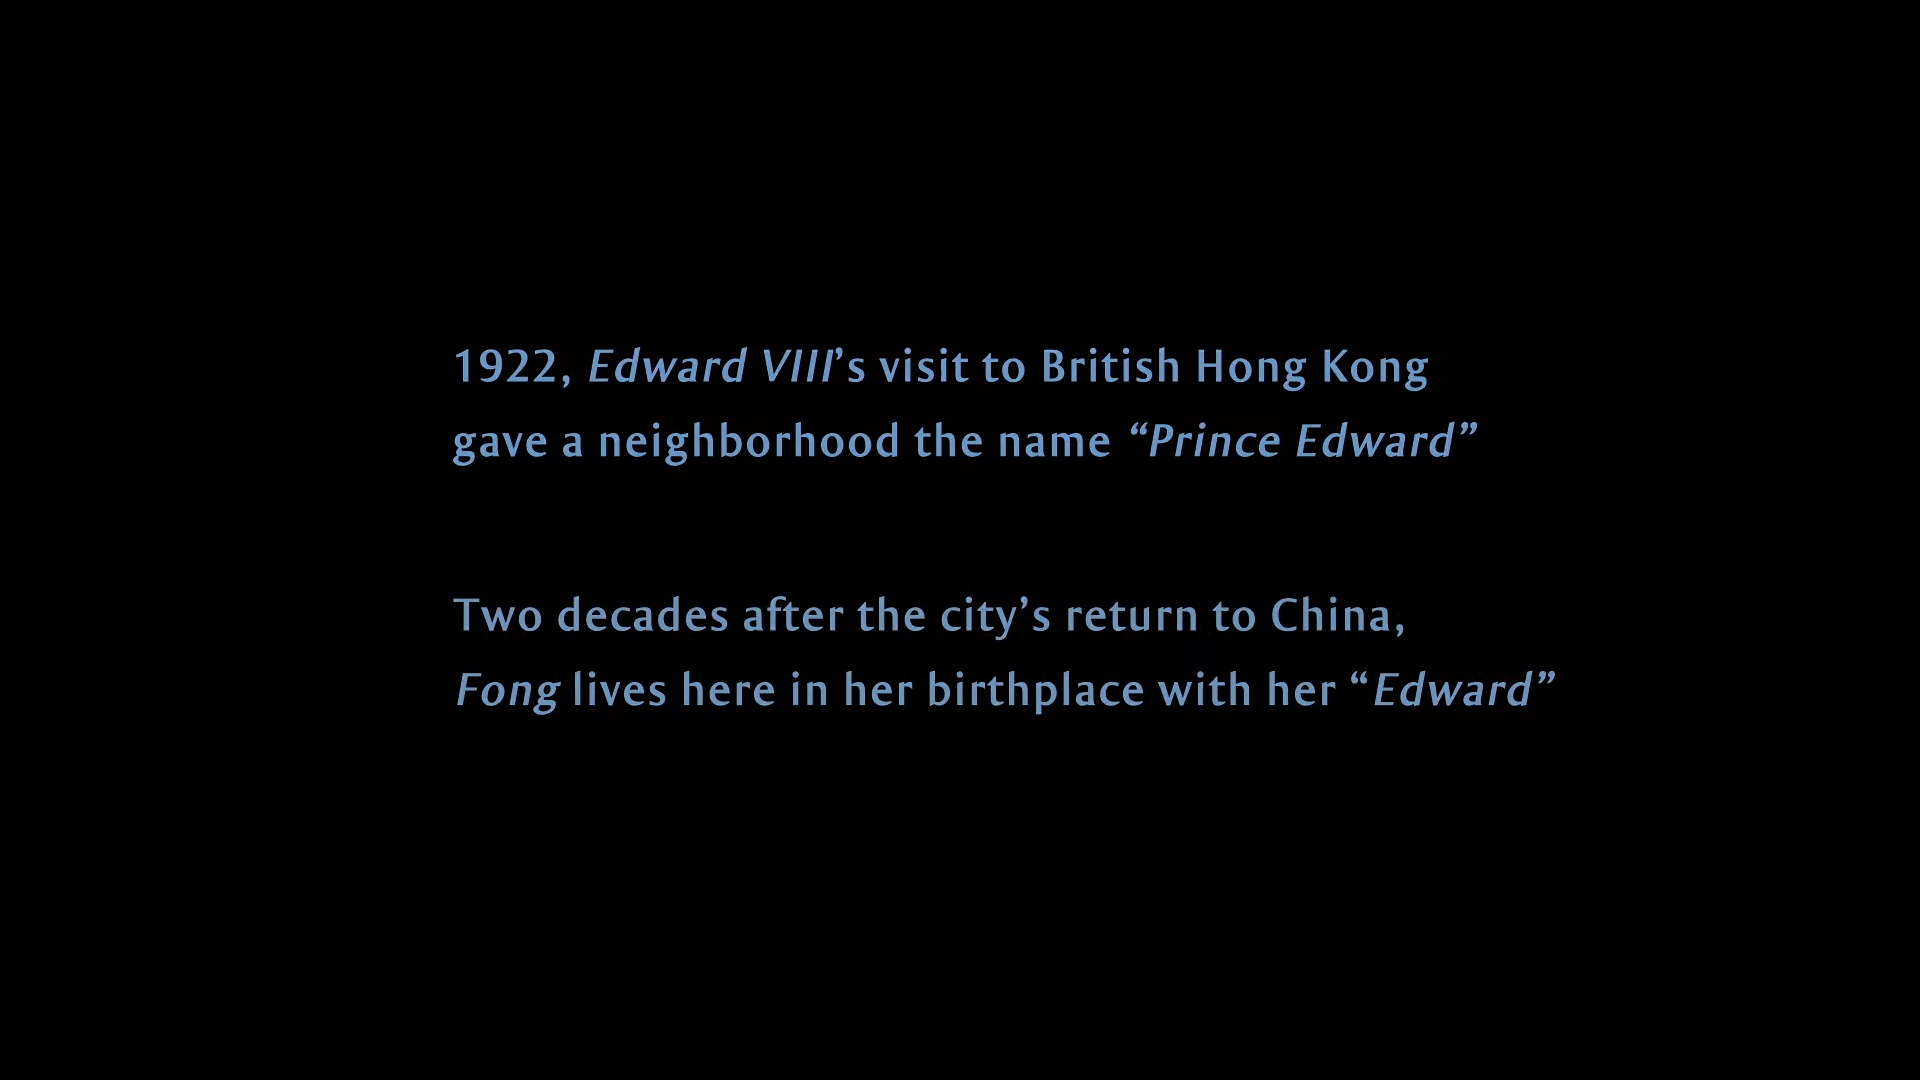 1922, Edward VIII’s visit to British Hong Kong
gave a neighborhood the name “Prince Edward”
Two decades after the city’s return to China,
Fong lives here in her birthplace with her “Edward”